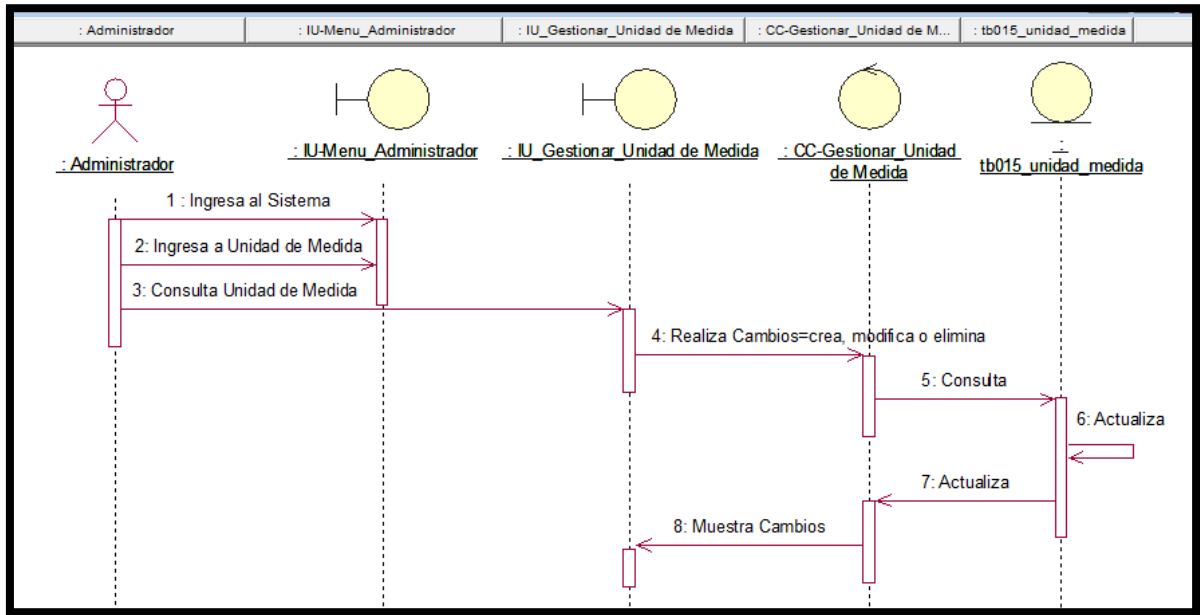 : Administrador
: IU-Menu_Administrador
: IU_Gestionar_Unidad de Medida
: CC-Gestionar_Unidad de M...
: tb015_unidad_medida
: Administrador
: IU-Menu_Administrador
: IU_Gestionar_Unidad de Medida
: CC-Gestionar_Unidad
de Medida
:
tb015_unidad_medida
1 : Ingresa al Sistema
2: Ingresa a Unidad de Medida
3: Consulta Unidad de Medida
4: Realiza Cambios=crea, modifica o elimina
5: Consulta
6: Actualiza
7: Actualiza
8: Muestra Cambios